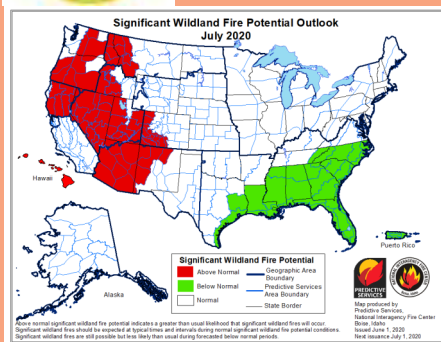 Significant Wildland Fire Potential Outlook
July 2020
Hawaii
Alaska
Puerto Rico
Significant Wildland Fire Potential
Above Normal
Below Normal
Normal
Geographic Area
Boundary
Predictive Services
Area Boundary
State Border
PREDICTIVE
SERVICES
Map produced by
Predictive Services,
National Interagency Fire Center
Boise, Idaho
Issued June 1, 2020
Next issuance July 1, 2020
Above normal significant wildland fire potential indicates a greater than usual likelihood that significant wildland fires will occur
Significant wildland fires should be expected at typical times and intervals during normal significant wildland fire potential conditions.
Significant wildland fires are still possible but less likely than usual during forecasted below normal periods.